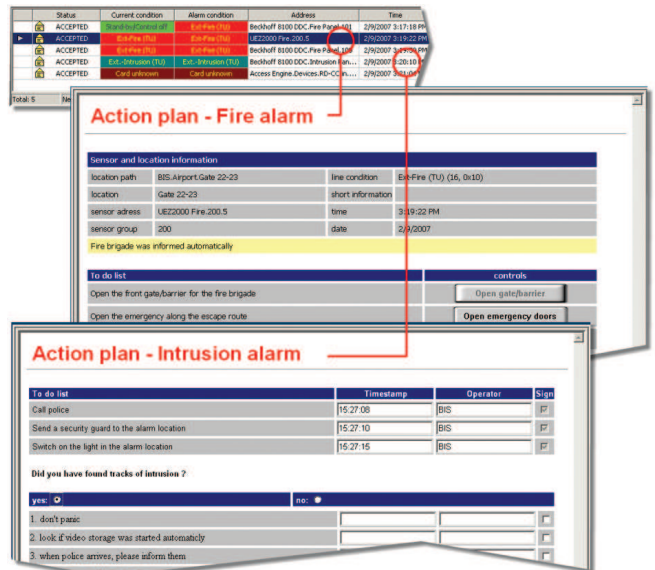 Status Current condition Alarm condition Address Time
ACCEPTED Stand-by/Control off Ext-Fire (TU) Beckhoff 8100 DDC.Fire Panel.101 2/9/2007 3:17:18 PM
ACCEPTED Ext-Fire (TU) Ext-Fire (TU) UEZ2000 Fire.200.5 2/9/2007 3:19:22 PM
ACCEPTED Ext-Fire (TU) Ext-Fire (TU) Beckhoff 8100 DDC.Fire Panel.100 2/9/2007
ACCEPTED Ext.-Intrusion (TU) Ext.-Intrusion (TU) Beckhoff 8100 DDC.Intrusion Pan... 2/9/2007 3:20:10
ACCEPTED Card unknown Card unknown Access Engine.Devices.RD-CC 2/9/2007
Total: 5 Ne
Action plan - Fire alarm
Sensor and location information
location path BIS.Airport.Gate 22-23 line condition Ext-Fire (TU) (16, 0x10)
location Gate 22-23 short information
sensor adress UEZ2000 Fire.200.5 time 3:19:22 PM
sensor group 200 date 2/9/2007
Fire brigade was informed automatically
To do list controls
Open the front gate/barrier for the fire brigade Open gate/barrier
Open the emergency along the escape route Open emergency doors
Action plan - Intrusion alarm
To do list Timestamp Operator Sign
Call police 15:27:08 BIS
Send a security guard to the alarm location 15:27:10 BIS
Switch on the light in the alarm location 15:27:15 BIS
Did you have found tracks of intrusion ?
yes: no:
1. don't panic
2. look if video storage was started automaticly
3. when police arrives, please inform them